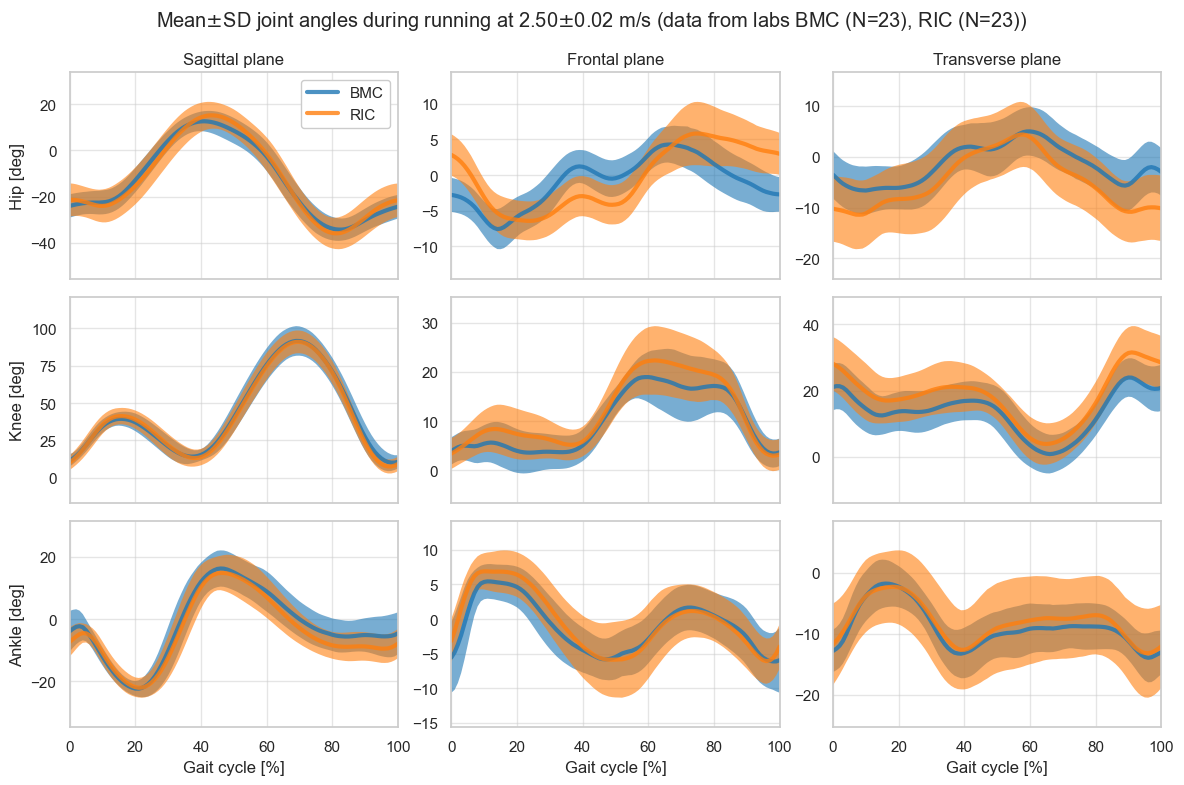 Mean±SD joint angles during running at 2.50±0.02 m/s (data from labs BMC (N=23), RIC (N=23))
Sagittal plane
Frontal plane
Transverse plane
BMC
RIC
Hip [deg]
20
0
−20
−40
10
5
0
−5
−10
10
0
−10
−20
Knee [deg]
100
75
50
25
0
30
20
10
0
40
20
0
Ankle [deg]
20
0
−20
10
5
0
−5
−10
−15
0
−10
−20
0 20 40 60 80 100
0 20 40 60 80 100
0 20 40 60 80 100
Gait cycle [%]
Gait cycle [%]
Gait cycle [%]